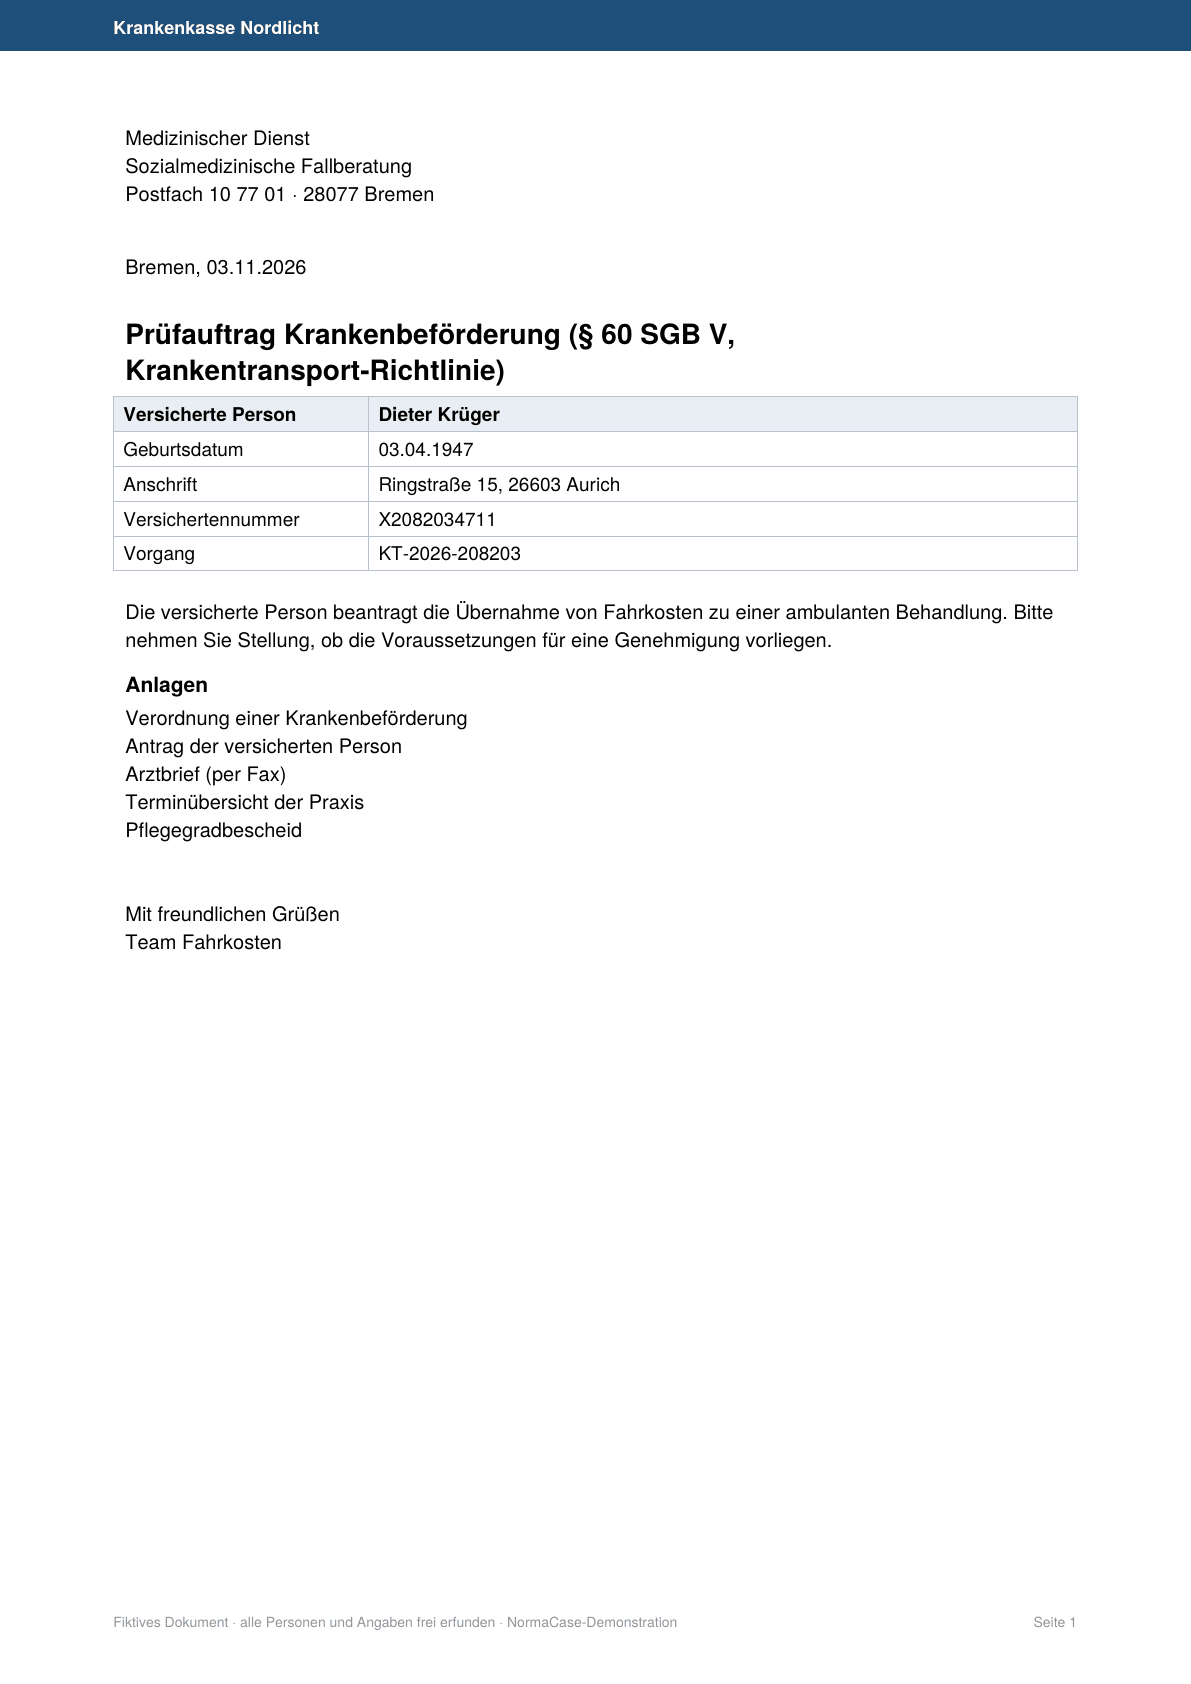 Krankenkasse Nordlicht
Medizinischer Dienst
Sozialmedizinische Fallberatung
Postfach 10 77 01 · 28077 Bremen
Bremen, 03.11.2026
Prüfauftrag Krankenbeförderung (§ 60 SGB V,
Krankentransport-Richtlinie)
Versicherte Person Dieter Krüger
Geburtsdatum 03.04.1947
Anschrift Ringstraße 15, 26603 Aurich
Versichertennummer X2082034711
Vorgang KT-2026-208203
Die versicherte Person beantragt die Übernahme von Fahrkosten zu einer ambulanten Behandlung. Bitte
nehmen Sie Stellung, ob die Voraussetzungen für eine Genehmigung vorliegen.
Anlagen
Verordnung einer Krankenbeförderung
Antrag der versicherten Person
Arztbrief (per Fax)
Terminübersicht der Praxis
Pflegegradbescheid
Mit freundlichen Grüßen
Team Fahrkosten
Fiktives Dokument · alle Personen und Angaben frei erfunden · NormaCase-Demonstration Seite 1